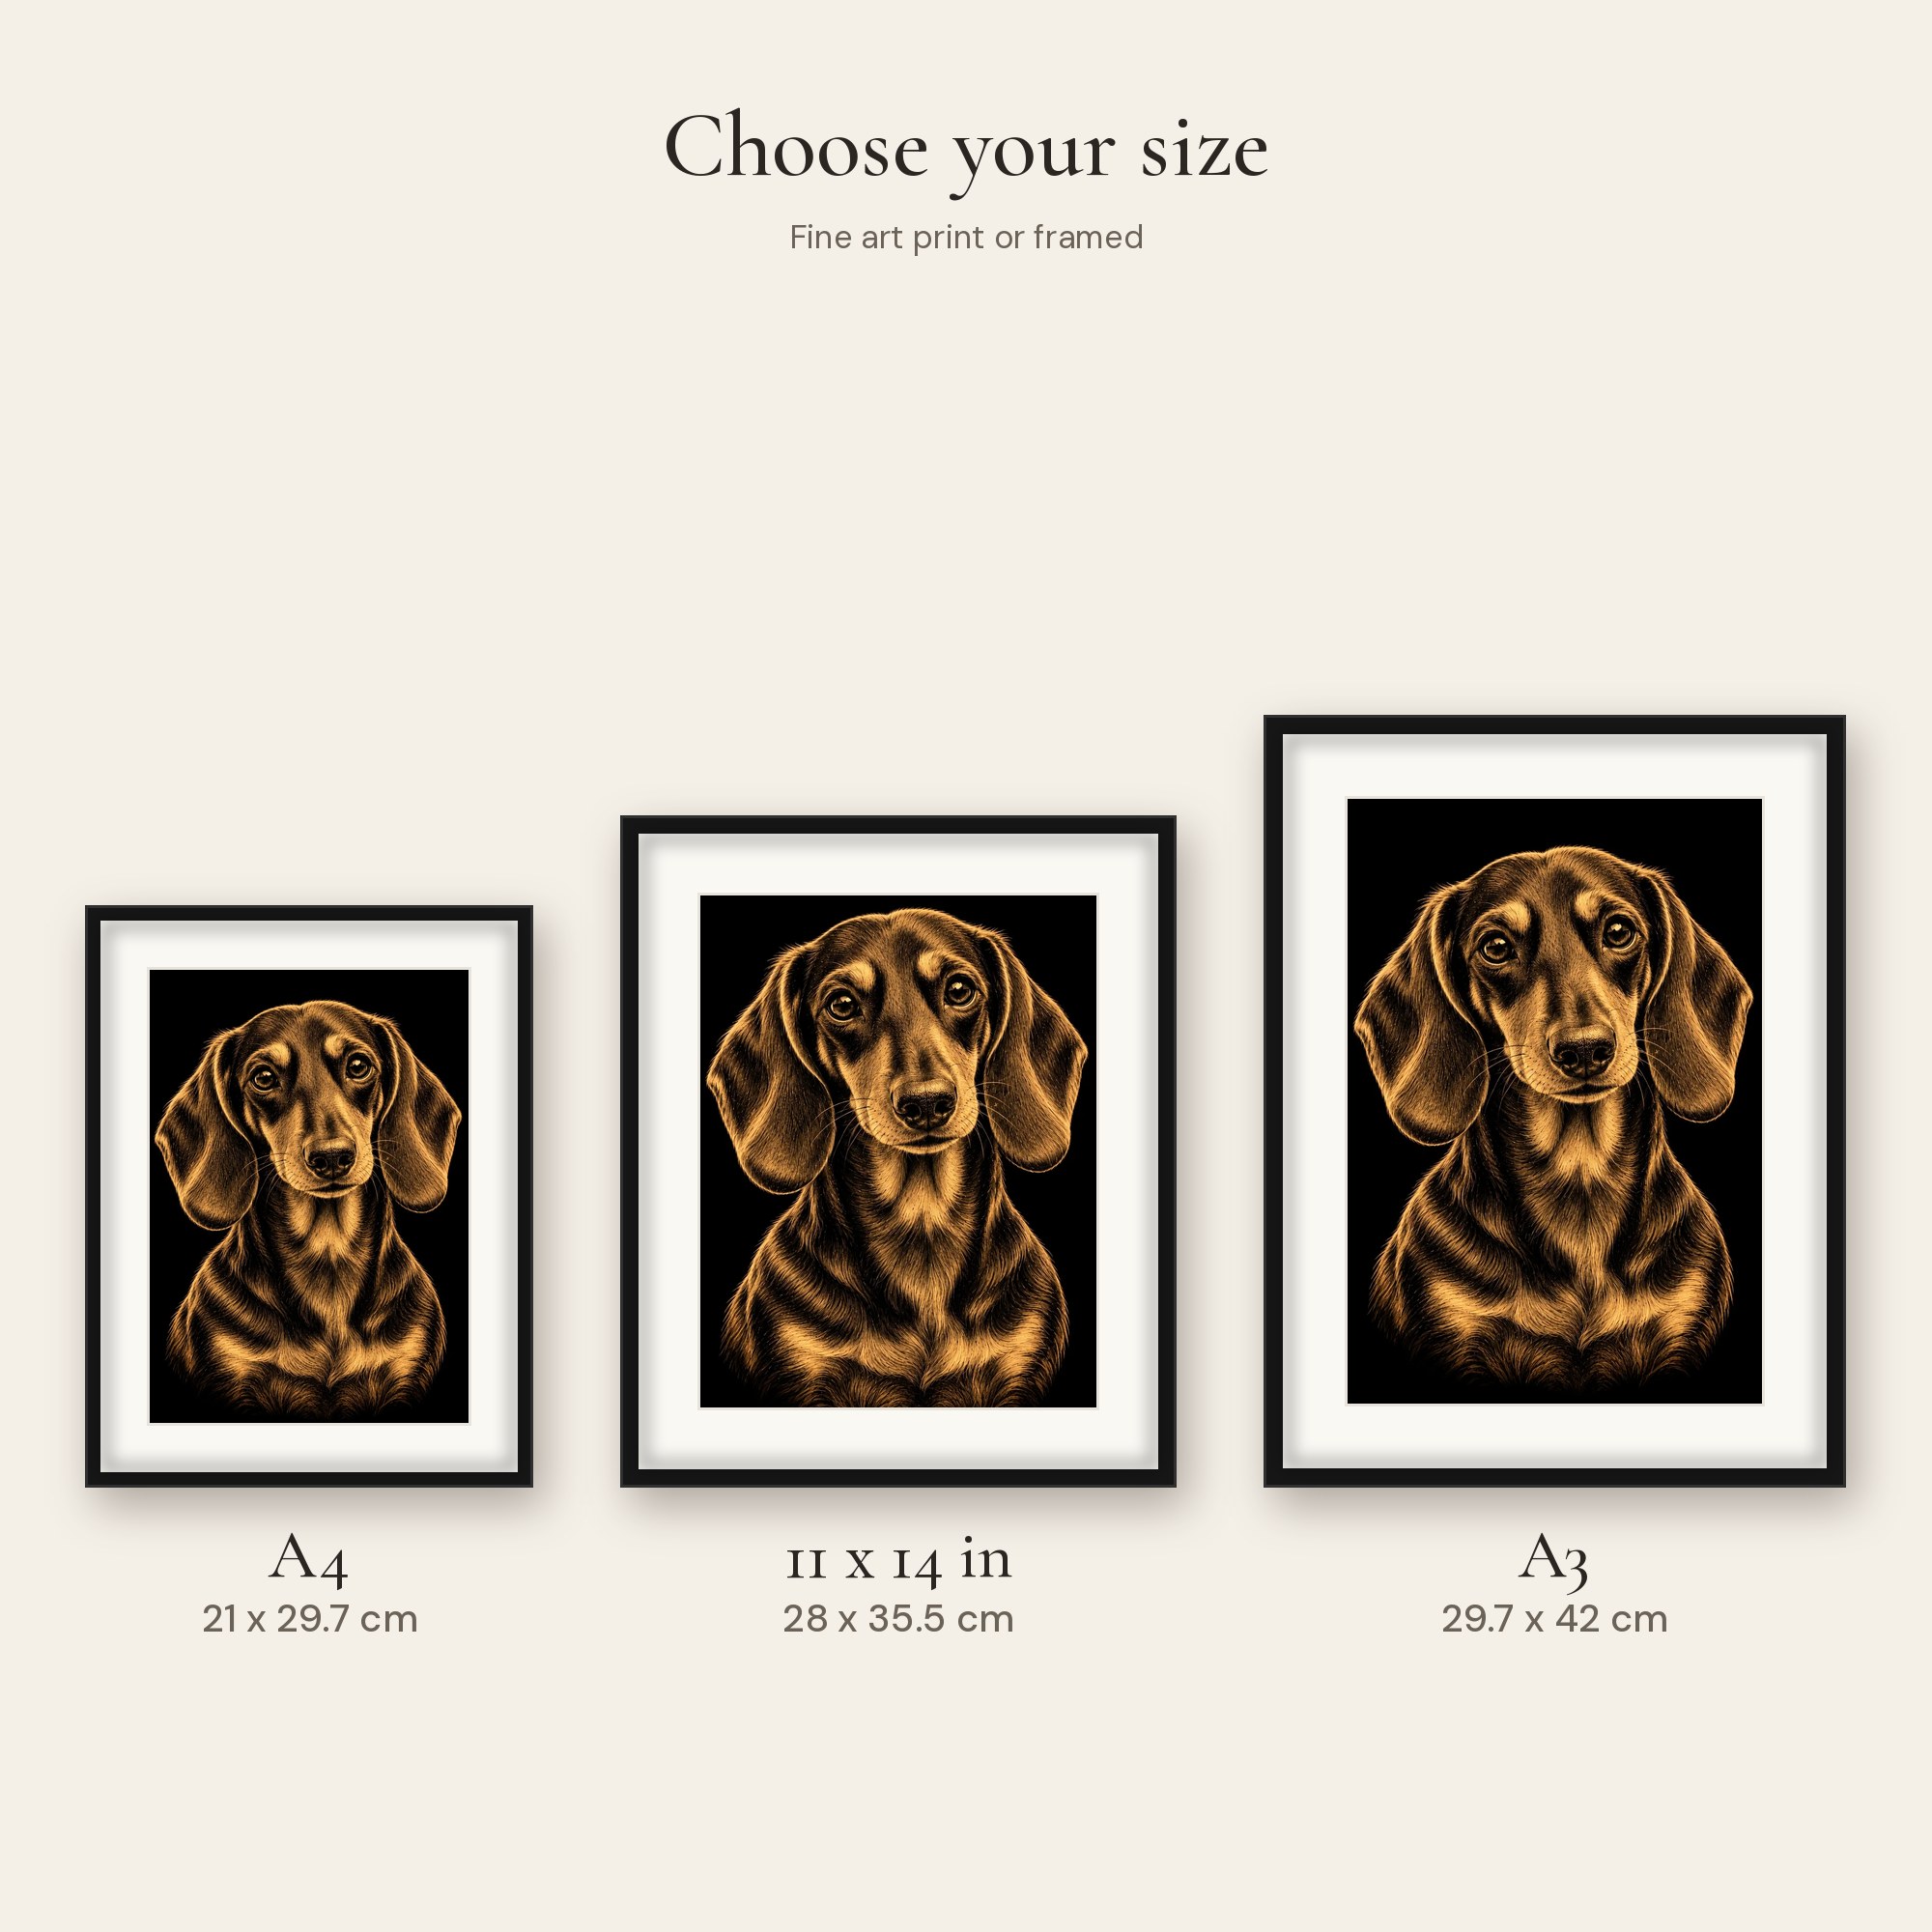 Choose your size
Fine art print or framed
A4
21 x 29.7 cm
11 x 14 in
28 x 35.5 cm
A3
29.7 x 42 cm